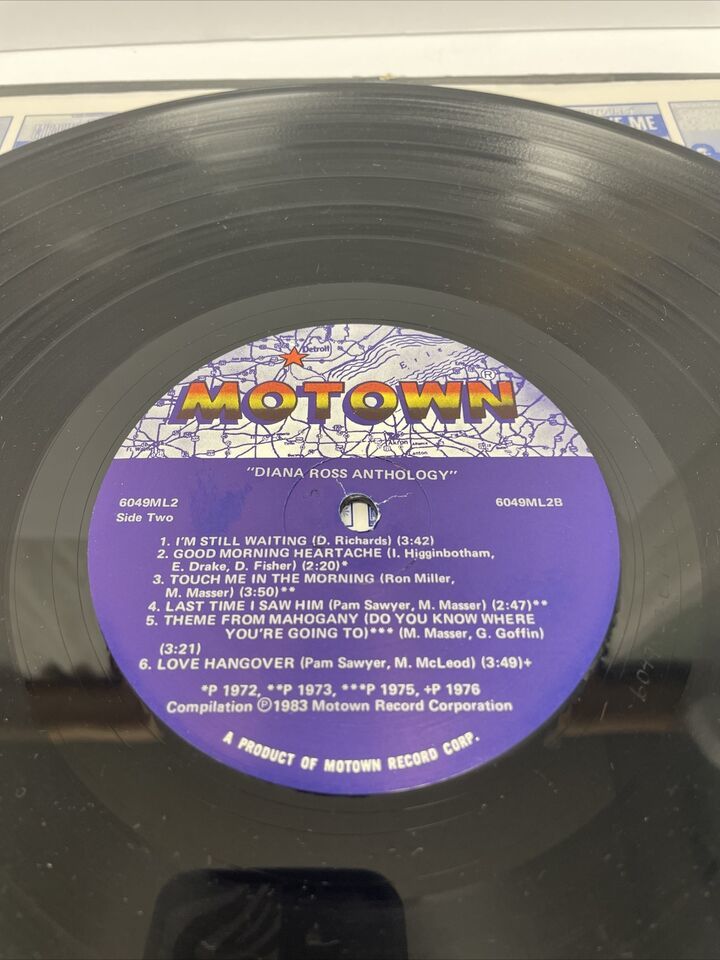 E ME
Detroit
Erie
MOTOWN®
Akron
Canton
"DIANA ROSS ANTHOLOGY"
6049ML2
6049ML2B
Side Two
1. I'M STILL WAITING (D. Richards) (3:42)
2. GOOD MORNING HEARTACHE (I. Higginbotham,
E. Drake, D. Fisher) (2:20)*
3. TOUCH ME IN THE MORNING (Ron Miller,
M. Masser) (3:50)**
4. LAST TIME I SAW HIM (Pam Sawyer, M. Masser) (2:47)**
5. THEME FROM MAHOGANY (DO YOU KNOW WHERE
YOU'RE GOING TO)*** (M. Masser, G. Goffin)
(3:21)
6. LOVE HANGOVER (Pam Sawyer, M. McLeod) (3:49)+
*P 1972, **P 1973, ***P 1975, +P 1976
Compilation ℗1983 Motown Record Corporation
A PRODUCT OF MOTOWN RECORD CORP.